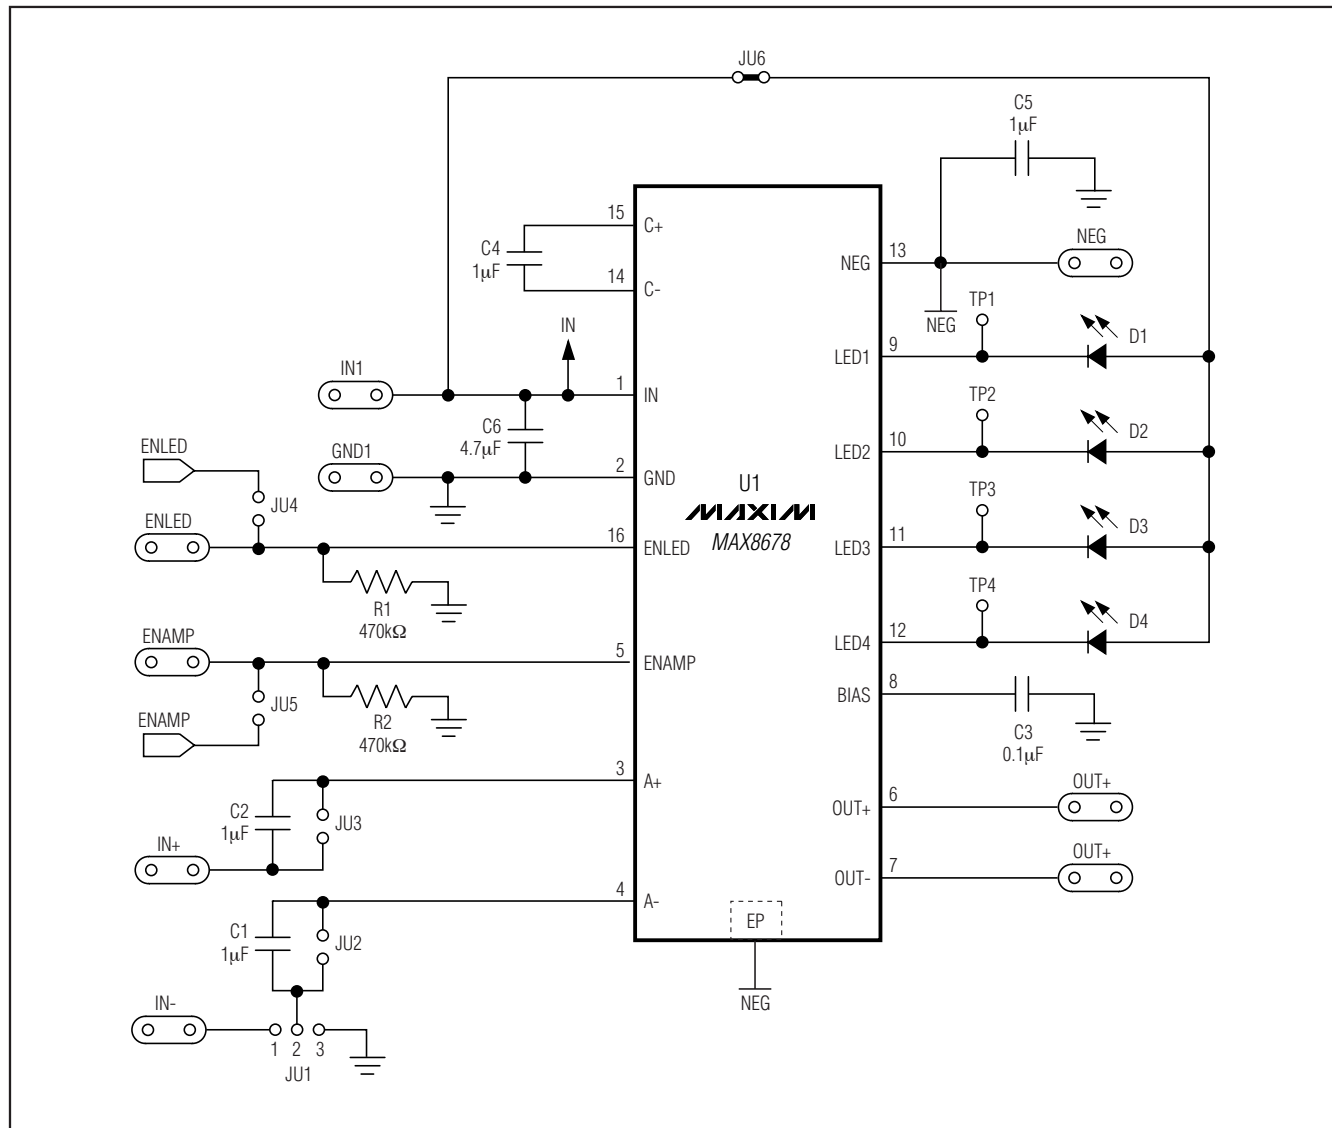 JU6
C5
1µF
15
C+
C4
1µF
14
C-
NEG
13
NEG
NEG
IN
TP1
LED1
9
D1
IN1
1
IN
C6
4.7µF
TP2
LED2
10
D2
ENLED
GND1
2
GND
JU4
U1
MAXIM
MAX8678
TP3
LED3
11
D3
ENLED
16
ENLED
R1
470kΩ
TP4
LED4
12
D4
ENAMP
5
ENAMP
JU5
R2
470kΩ
ENAMP
BIAS
8
C3
0.1µF
3
A+
C2
1µF
JU3
IN+
OUT+
6
OUT+
OUT-
7
OUT+
4
A-
C1
1µF
JU2
EP
NEG
IN-
1
2
3
JU1